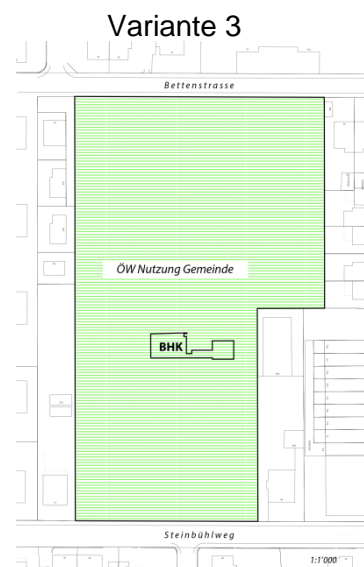 Variante 3
Bettenstrasse
ÖW Nutzung Gemeinde
BHK
Steinbühlweg
1:1'000